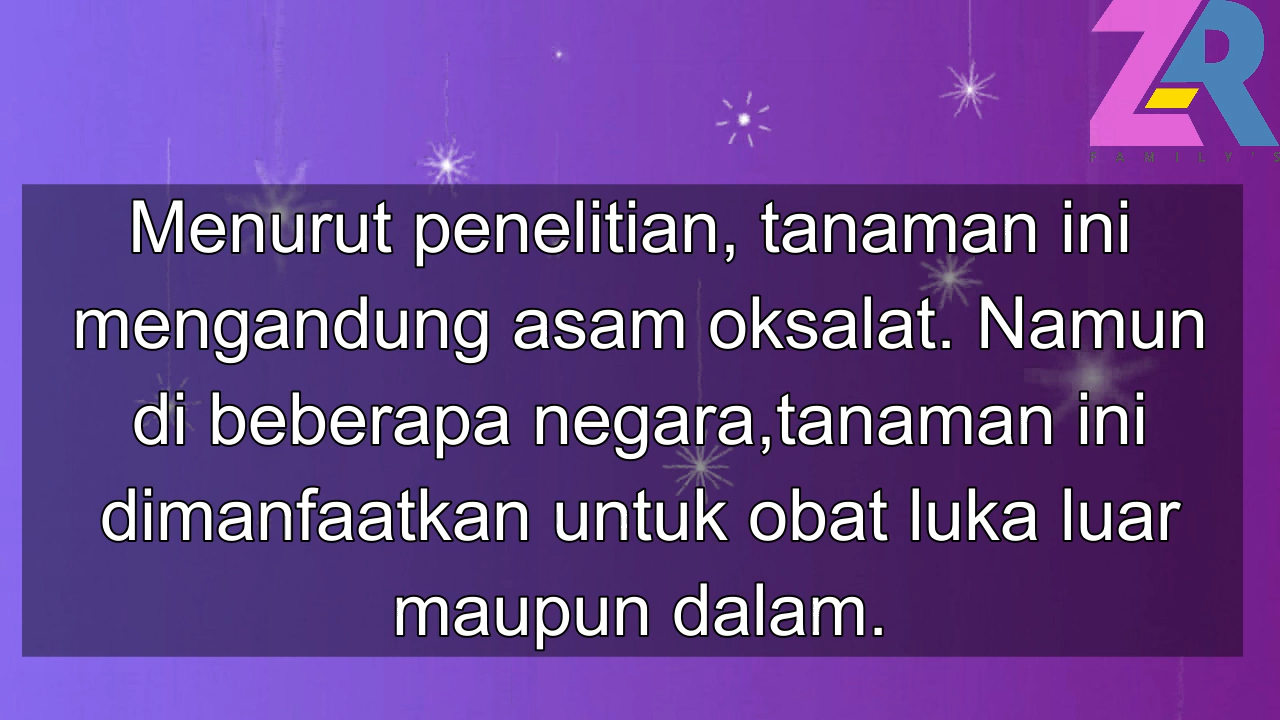 ZR
FAMILY'S
Menurut penelitian, tanaman ini
mengandung asam oksalat. Namun
di beberapa negara,tanaman ini
dimanfaatkan untuk obat luka luar
maupun dalam.